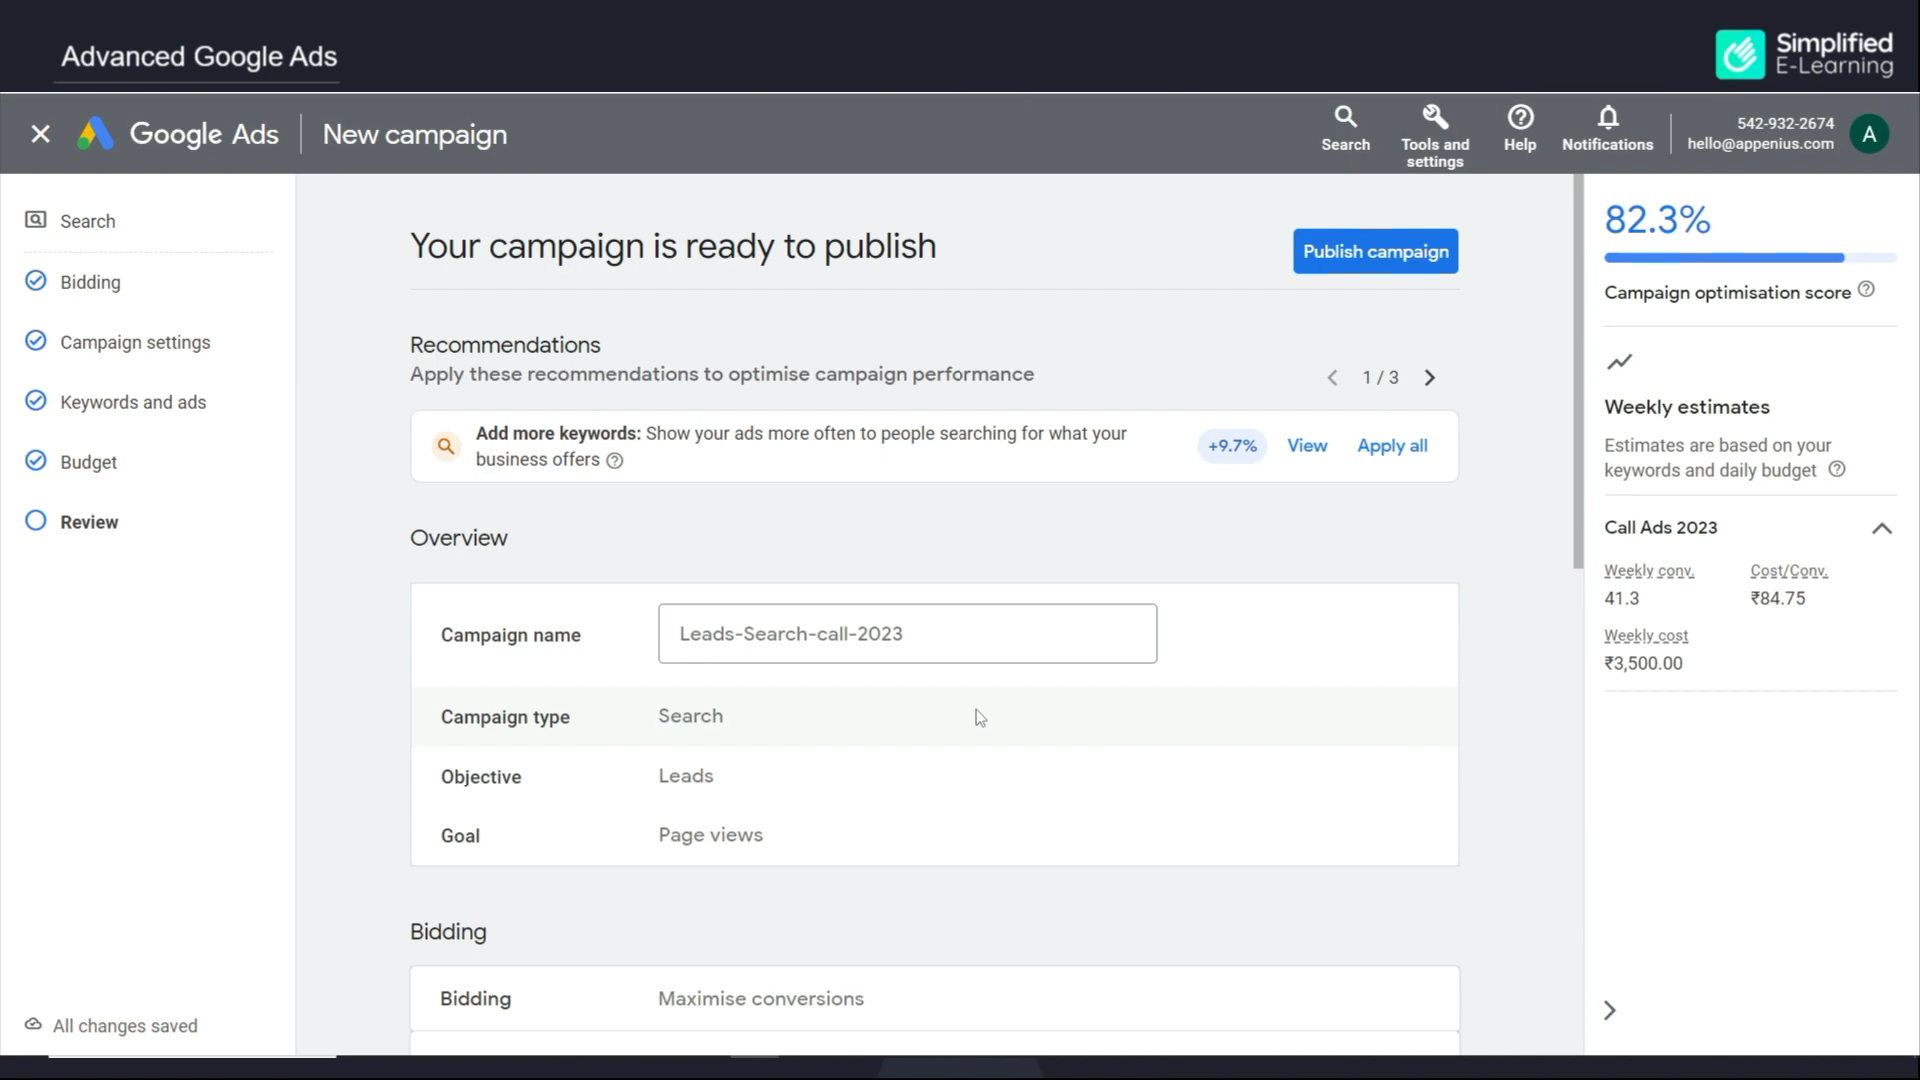 Advanced Google Ads
Simplified
E-Learning
Google Ads
New campaign
Search
Tools and
settings
Help
Notifications
542-932-2674
hello@appenius.com
A
Search
Bidding
Campaign settings
Keywords and ads
Budget
Review
All changes saved
Your campaign is ready to publish
Publish campaign
Recommendations
Apply these recommendations to optimise campaign performance
1 / 3
Add more keywords: Show your ads more often to people searching for what your
business offers
+9.7%
View
Apply all
Overview
Campaign name
Leads-Search-call-2023
Campaign type
Search
Objective
Leads
Goal
Page views
Bidding
Bidding
Maximise conversions
82.3%
Campaign optimisation score
Weekly estimates
Estimates are based on your
keywords and daily budget
Call Ads 2023
Weekly conv.
Cost/Conv.
41.3
₹84.75
Weekly cost
₹3,500.00